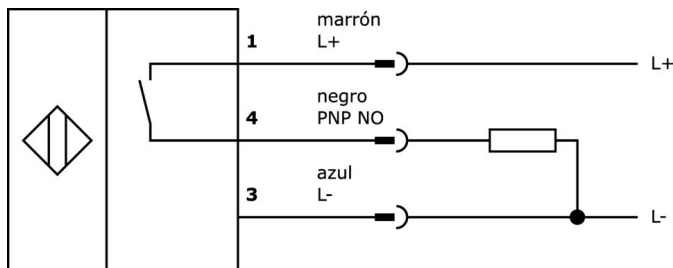 marrón
1 L+
L+
negro
4 PNP NO
azul
3 L-
L-